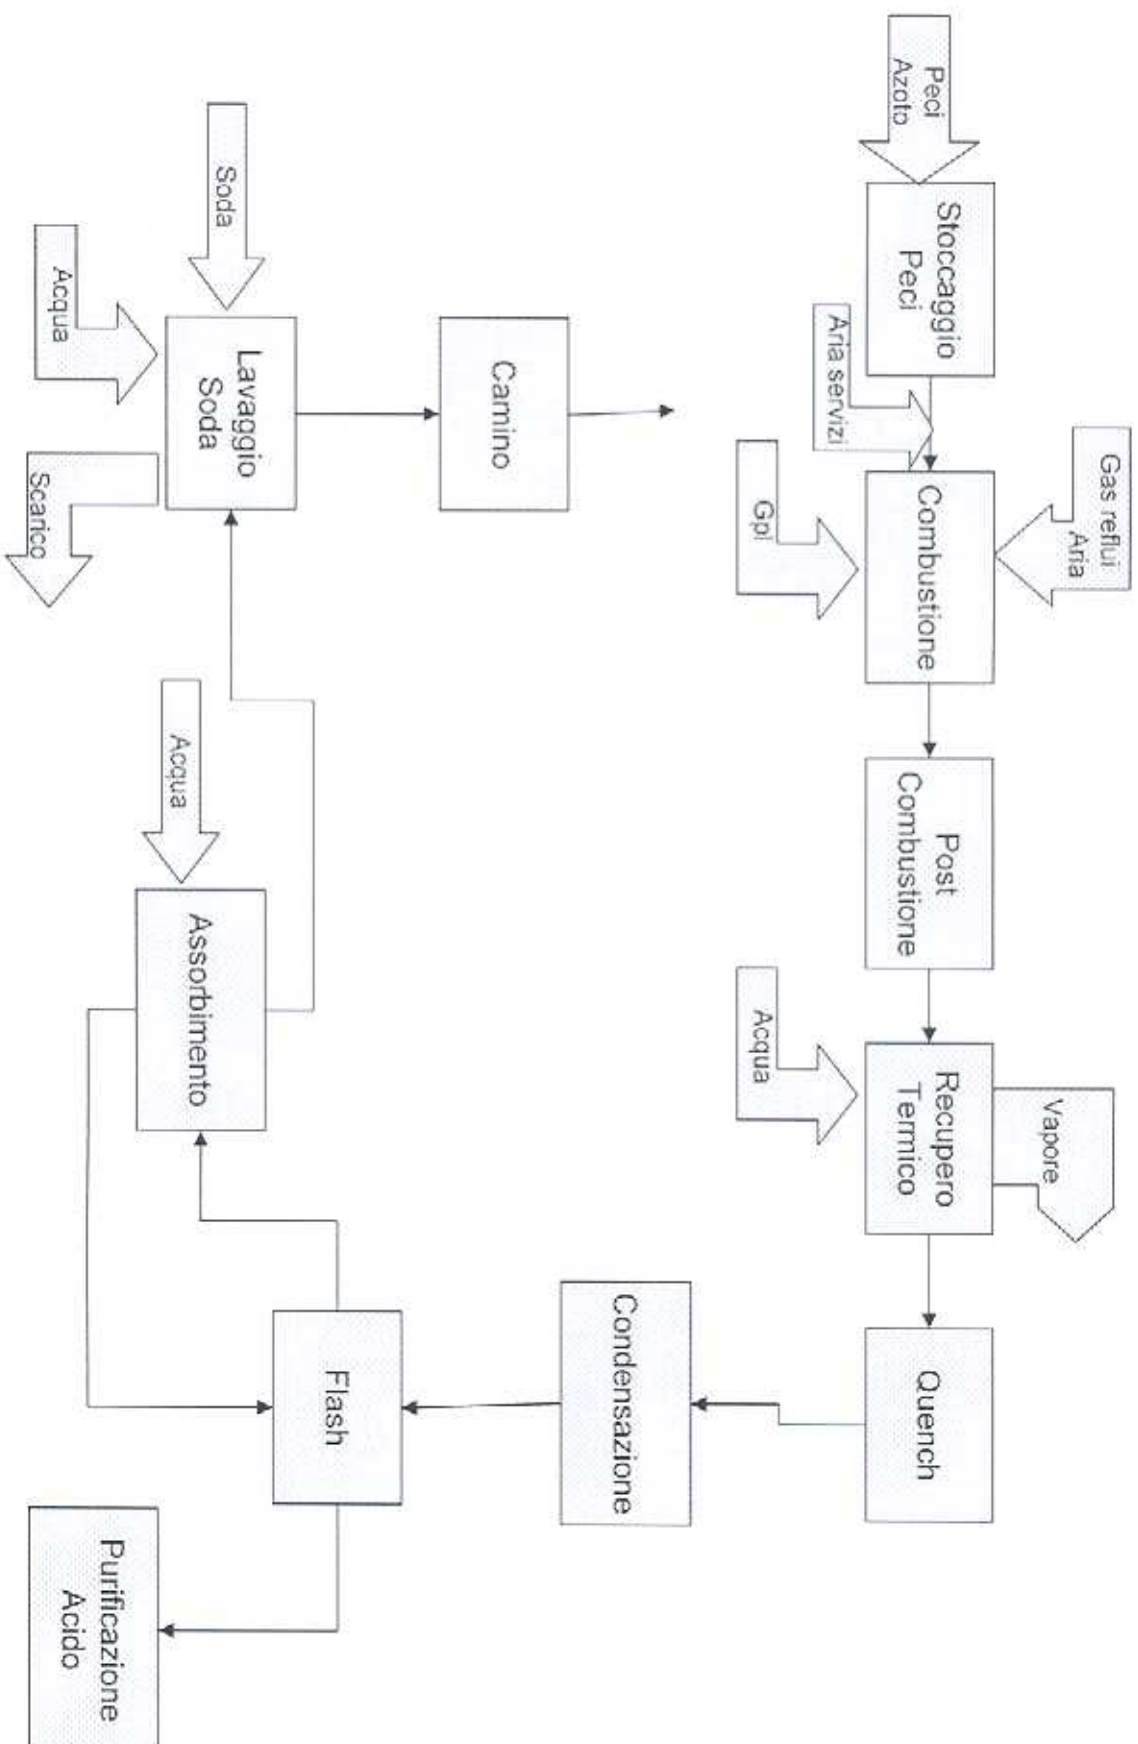 Peci
Azoto
Stoccaggio
Peci
Aria servizi
Gas reflui
Aria
Gpl
Combustione
Post
Combustione
Acqua
Recupero
Termico
Vapore
Quench
Camino
Condensazione
Soda
Acqua
Lavaggio
Soda
Scarico
Acqua
Assorbimento
Flash
Purificazione
Acido